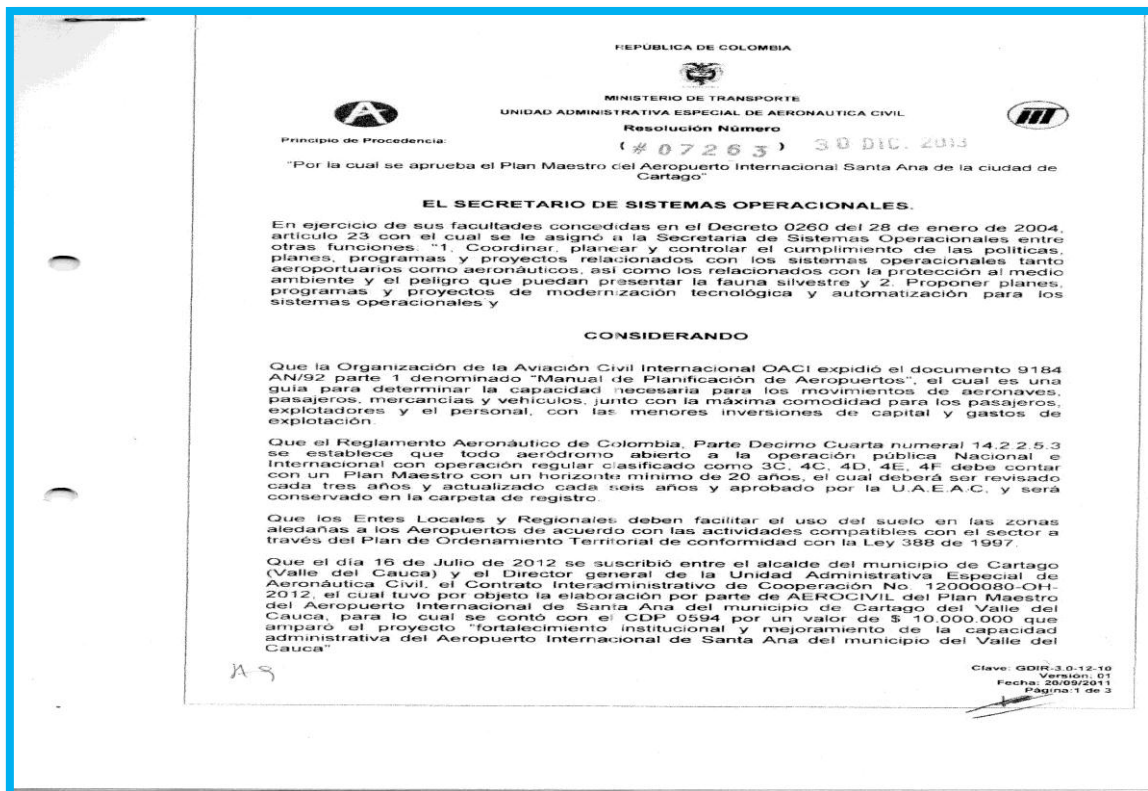 REPÚBLICA DE COLOMBIA
MINISTERIO DE TRANSPORTE
UNIDAD ADMINISTRATIVA ESPECIAL DE AERONAUTICA CIVIL
Resolución Número
Principio de Procedencia:
(#07263) 30 DIC. 2013
"Por la cual se aprueba el Plan Maestro del Aeropuerto Internacional Santa Ana de la ciudad de
Cartago"
EL SECRETARIO DE SISTEMAS OPERACIONALES.
En ejercicio de sus facultades concedidas en el Decreto 0260 del 28 de enero de 2004,
artículo 23 con el cual se le asignó a la Secretaria de Sistemas Operacionales entre
otras funciones: "1, Coordinar, planear y controlar el cumplimiento de las políticas,
planes, programas y proyectos relacionados con los sistemas operacionales tanto
aeroportuarios como aeronáuticos, así como los relacionados con la protección al medio
ambiente y el peligro que puedan presentar la fauna silvestre y 2. Proponer planes,
programas y proyectos de modernización tecnológica y automatización para los
sistemas operacionales y
CONSIDERANDO
Que la Organización de la Aviación Civil Internacional OACI expidió el documento 9184
AN/92 parte 1 denominado "Manual de Planificación de Aeropuertos", el cual es una
guía para determinar la capacidad necesaria para los movimientos de aeronaves,
pasajeros, mercancías y vehículos, junto con la máxima comodidad para los pasajeros,
explotadores y el personal, con las menores inversiones de capital y gastos de
explotación.
Que el Reglamento Aeronáutico de Colombia, Parte Decimo Cuarta numeral 14.2.2.5.3
se establece que todo aeródromo abierto a la operación pública Nacional e
Internacional con operación regular clasificado como 3C, 4C, 4D, 4E, 4F debe contar
con un Plan Maestro con un horizonte mínimo de 20 años, el cual deberá ser revisado
cada tres años y actualizado cada seis años y aprobado por la U.A.E.A.C, y será
conservado en la carpeta de registro.
Que los Entes Locales y Regionales deben facilitar el uso del suelo en las zonas
aledañas a los Aeropuertos de acuerdo con las actividades compatibles con el sector a
través del Plan de Ordenamiento Territorial de conformidad con la Ley 388 de 1997.
Que el día 16 de Julio de 2012 se suscribió entre el alcalde del municipio de Cartago
(Valle del Cauca) y el Director general de la Unidad Administrativa Especial de
Aeronáutica Civil, el Contrato Interadministrativo de Cooperación No. 12000080-OH-
2012, el cual tuvo por objeto la elaboración por parte de AEROCIVIL del Plan Maestro
del Aeropuerto Internacional de Santa Ana del municipio de Cartago del Valle del
Cauca, para lo cual se contó con el CDP 0594 por un valor de $ 10.000.000 que
amparó el proyecto "fortalecimiento institucional y mejoramiento de la capacidad
administrativa del Aeropuerto Internacional de Santa Ana del municipio del Valle del
Cauca"
Clave: GDIR-3.0-12-10
Versión: 01
Fecha: 20/09/2011
Página:1 de 3